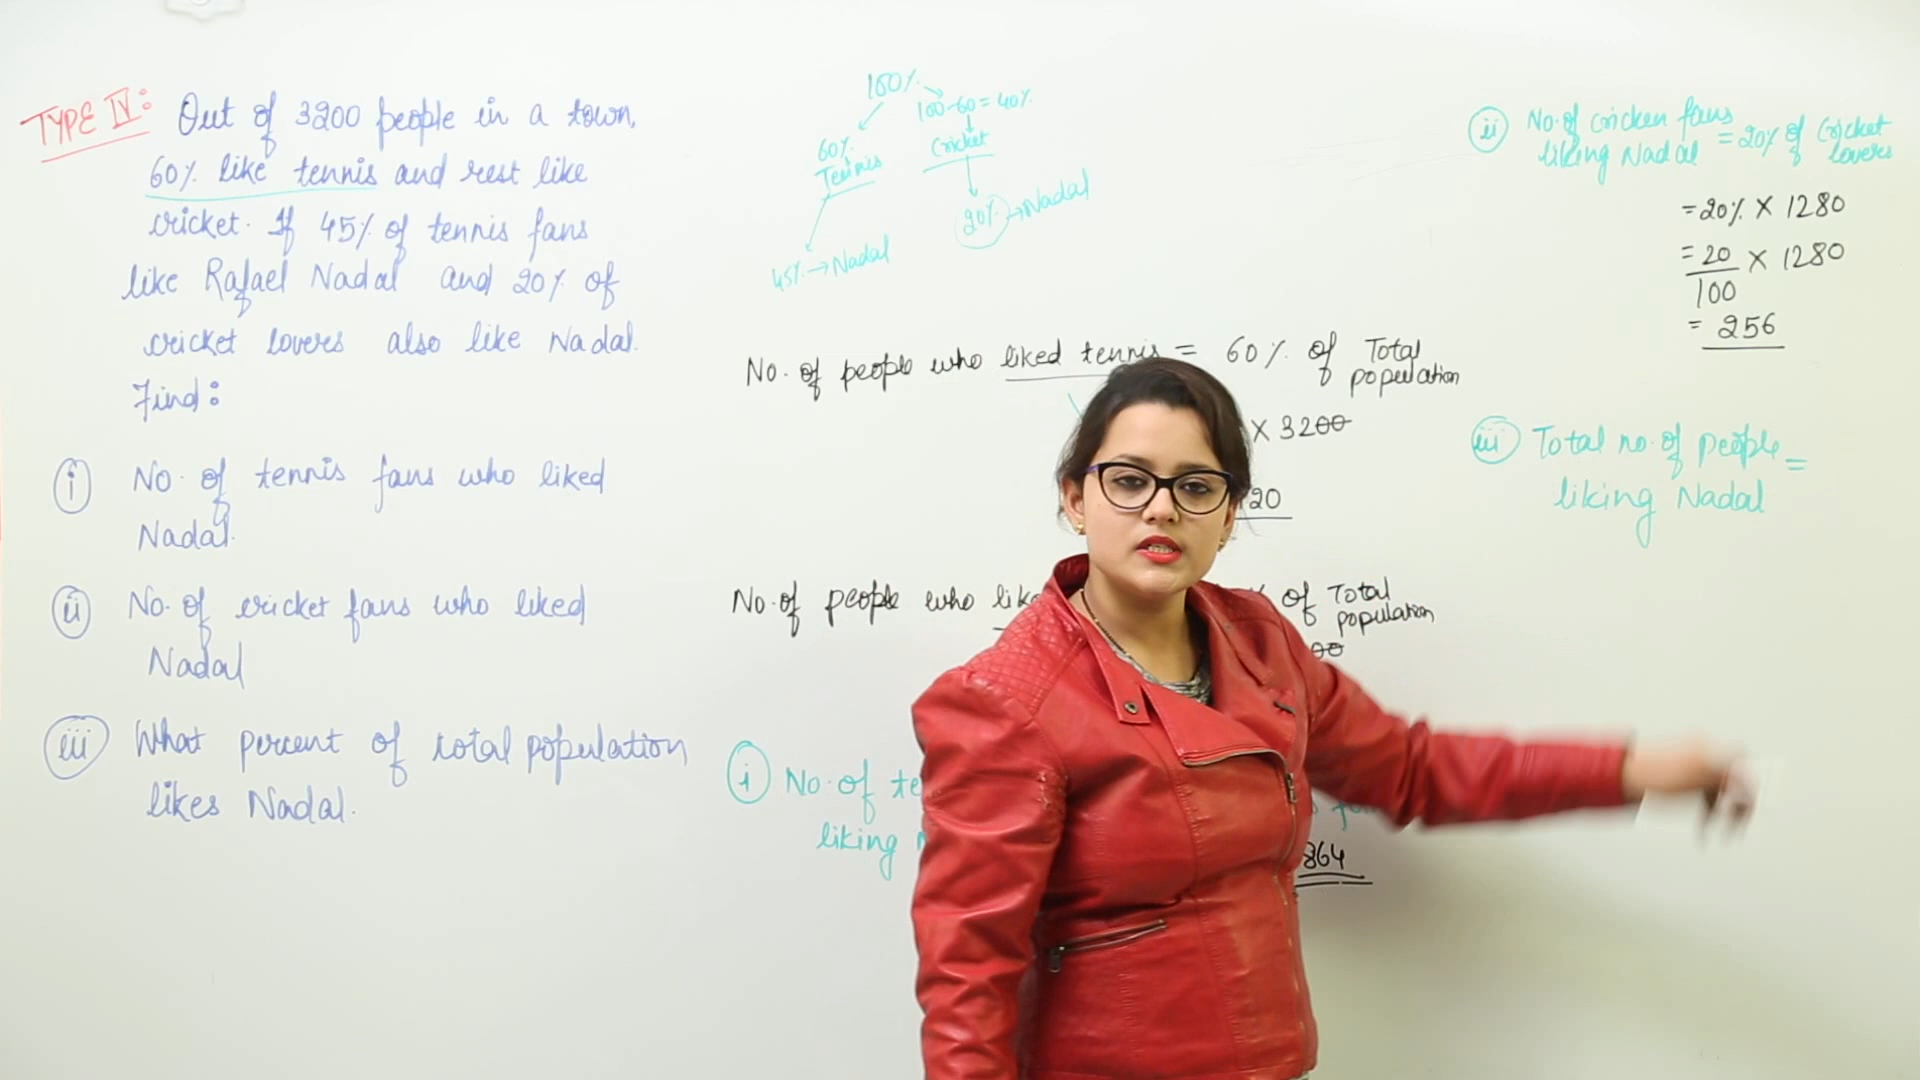 TYPE IV: Out of 3200 people in a town,
60% like tennis and rest like
cricket. If 45% of tennis fans
like Rafael Nadal and 20% of
cricket lovers also like Nadal.
Find:
i No. of tennis fans who liked
Nadal.
ii No. of cricket fans who liked
Nadal
iii What percent of total population
likes Nadal.
100%
100-60=40%
60%
Tennis
Cricket
20% → Nadal
45% → Nadal
No. of people who liked tennis = 60% of Total
population
X 3200
20
No. of people who
of Total
population
00
i No. of
liking
864
ii No. of cricken fans
liking Nadal = 20% of Cricket
lovers
= 20% X 1280
= 20 X 1280
100
= 256
iii Total no. of people =
liking Nadal